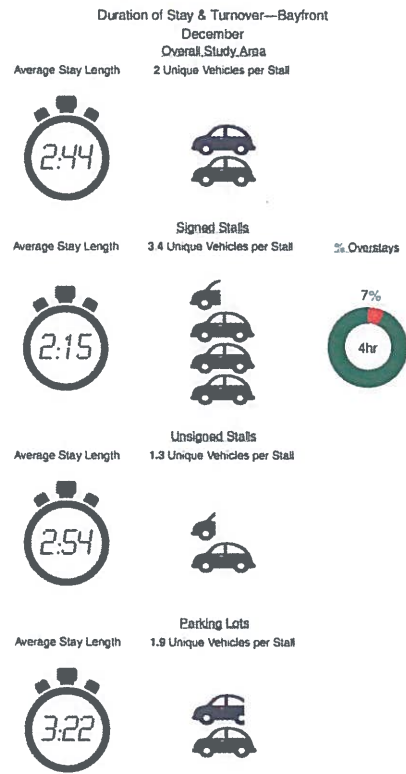 Duration of Stay & Turnover—Bayfront
December
Overall Study Area
Average Stay Length 2 Unique Vehicles per Stall
2:44
Signed Stalls
Average Stay Length 3.4 Unique Vehicles per Stall % Overstays
7%
2:15 4hr
Unsigned Stalls
Average Stay Length 1.3 Unique Vehicles per Stall
2:54
Parking Lots
Average Stay Length 1.9 Unique Vehicles per Stall
3:22